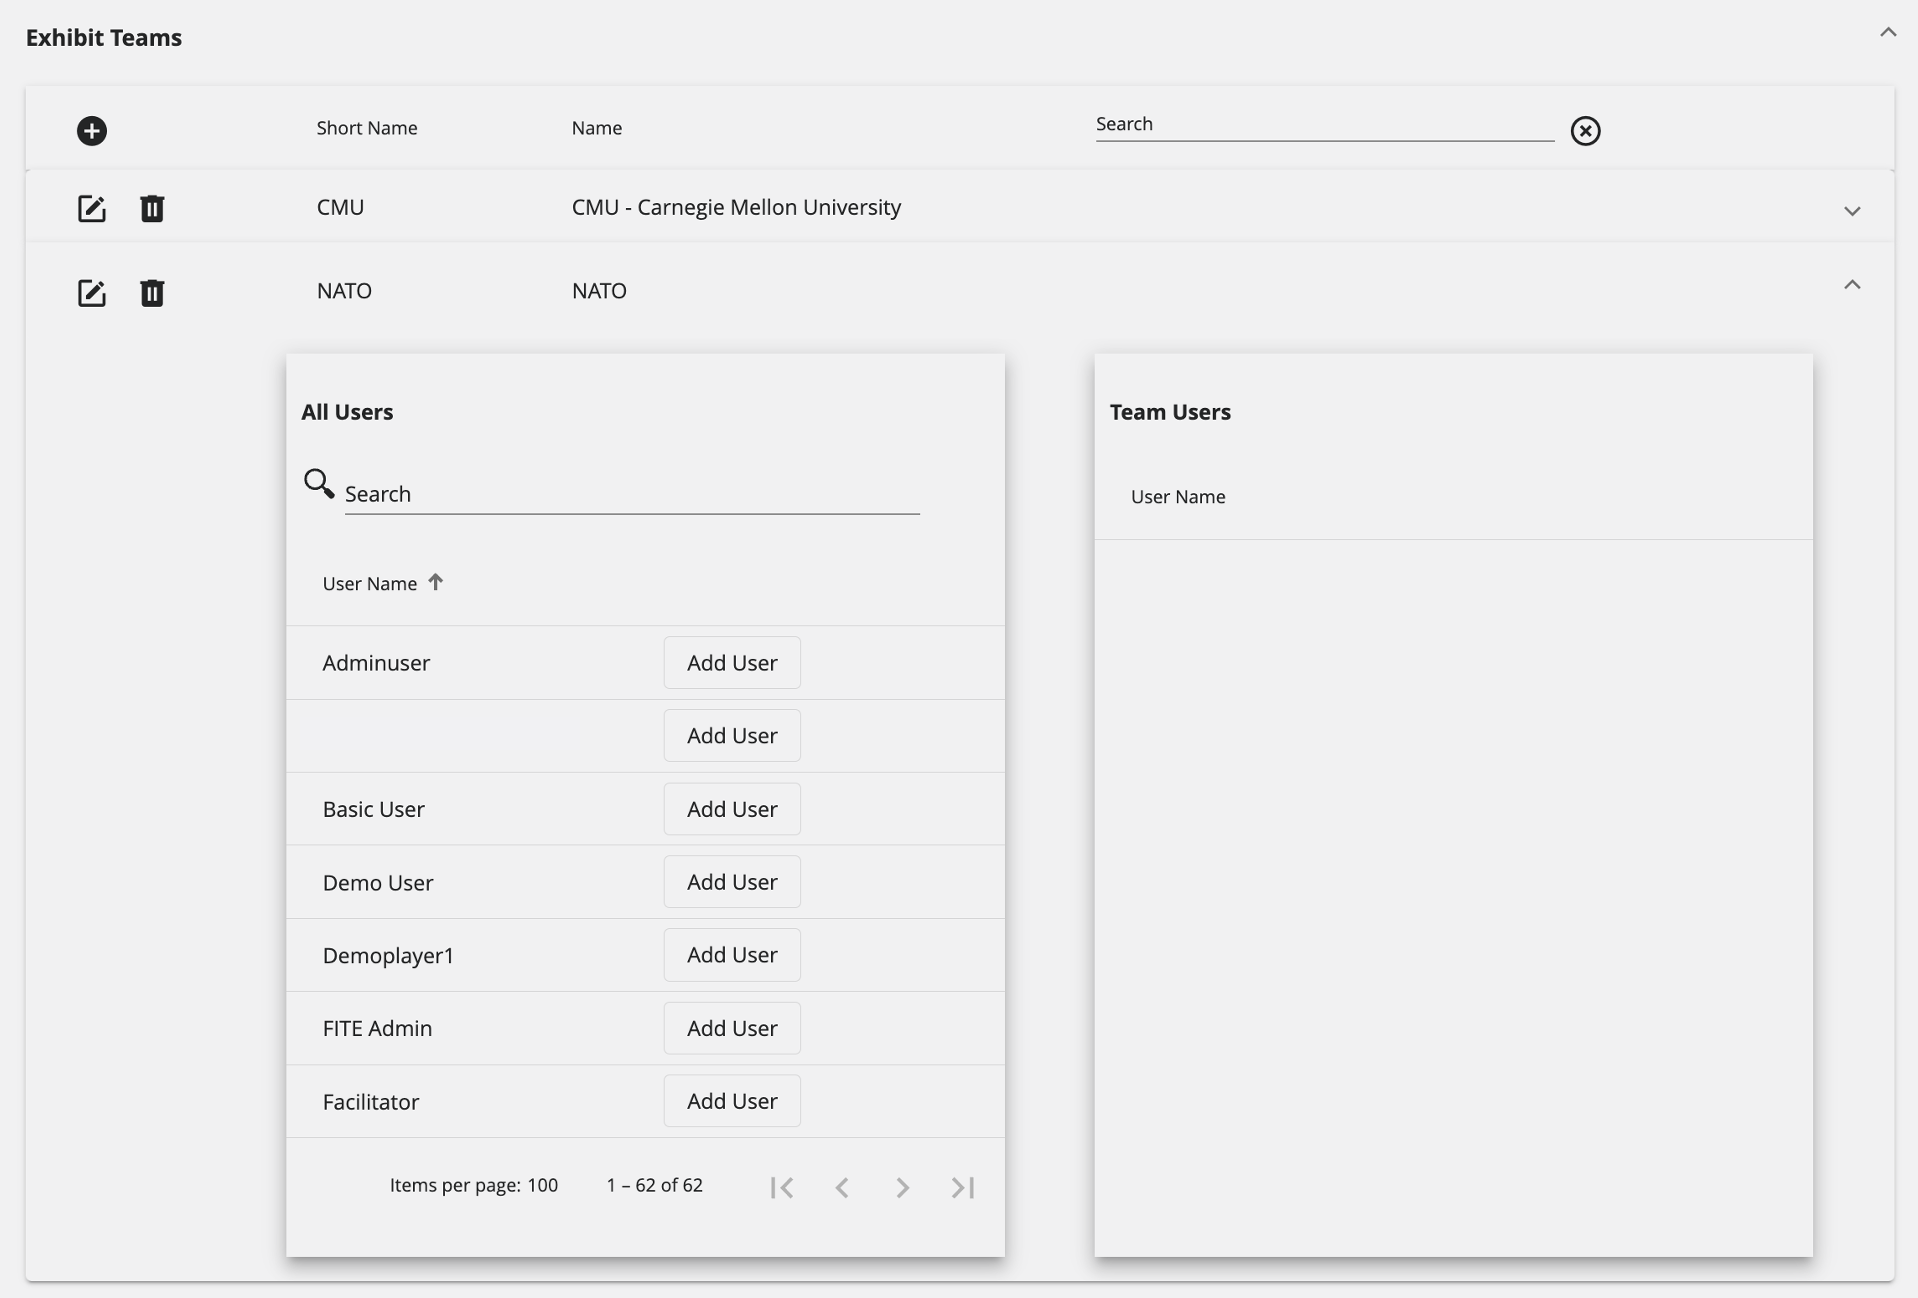 Exhibit Teams
Short Name Name Search
CMU CMU - Carnegie Mellon University
NATO NATO
All Users
Search
User Name
Adminuser Add User
Add User
Basic User Add User
Demo User Add User
Demoplayer1 Add User
FITE Admin Add User
Facilitator Add User
Items per page: 100 1 – 62 of 62
Team Users
User Name